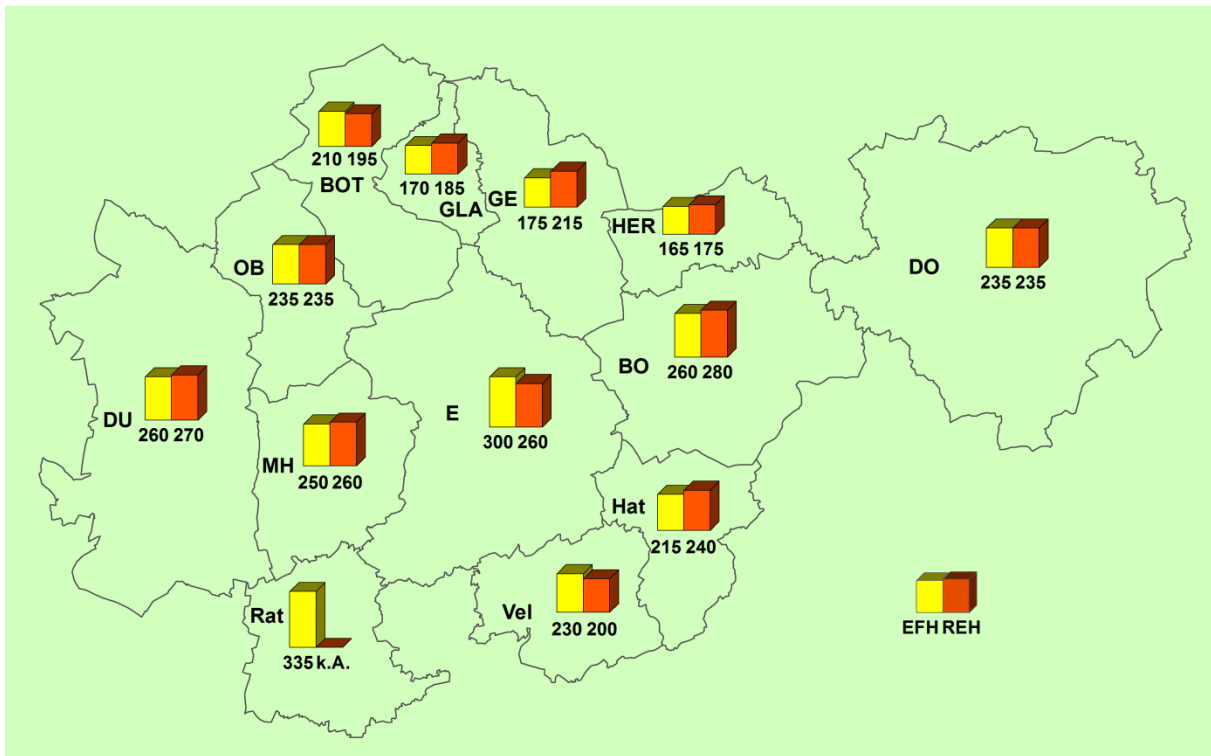 210 195
BOT
170 185
GLA
GE
175 215
HER
165 175
OB
235 235
DO
235 235
BO
260 280
DU
260 270
E
300 260
MH
250 260
Hat
215 240
Rat
335 k.A.
Vel
230 200
EFH REH